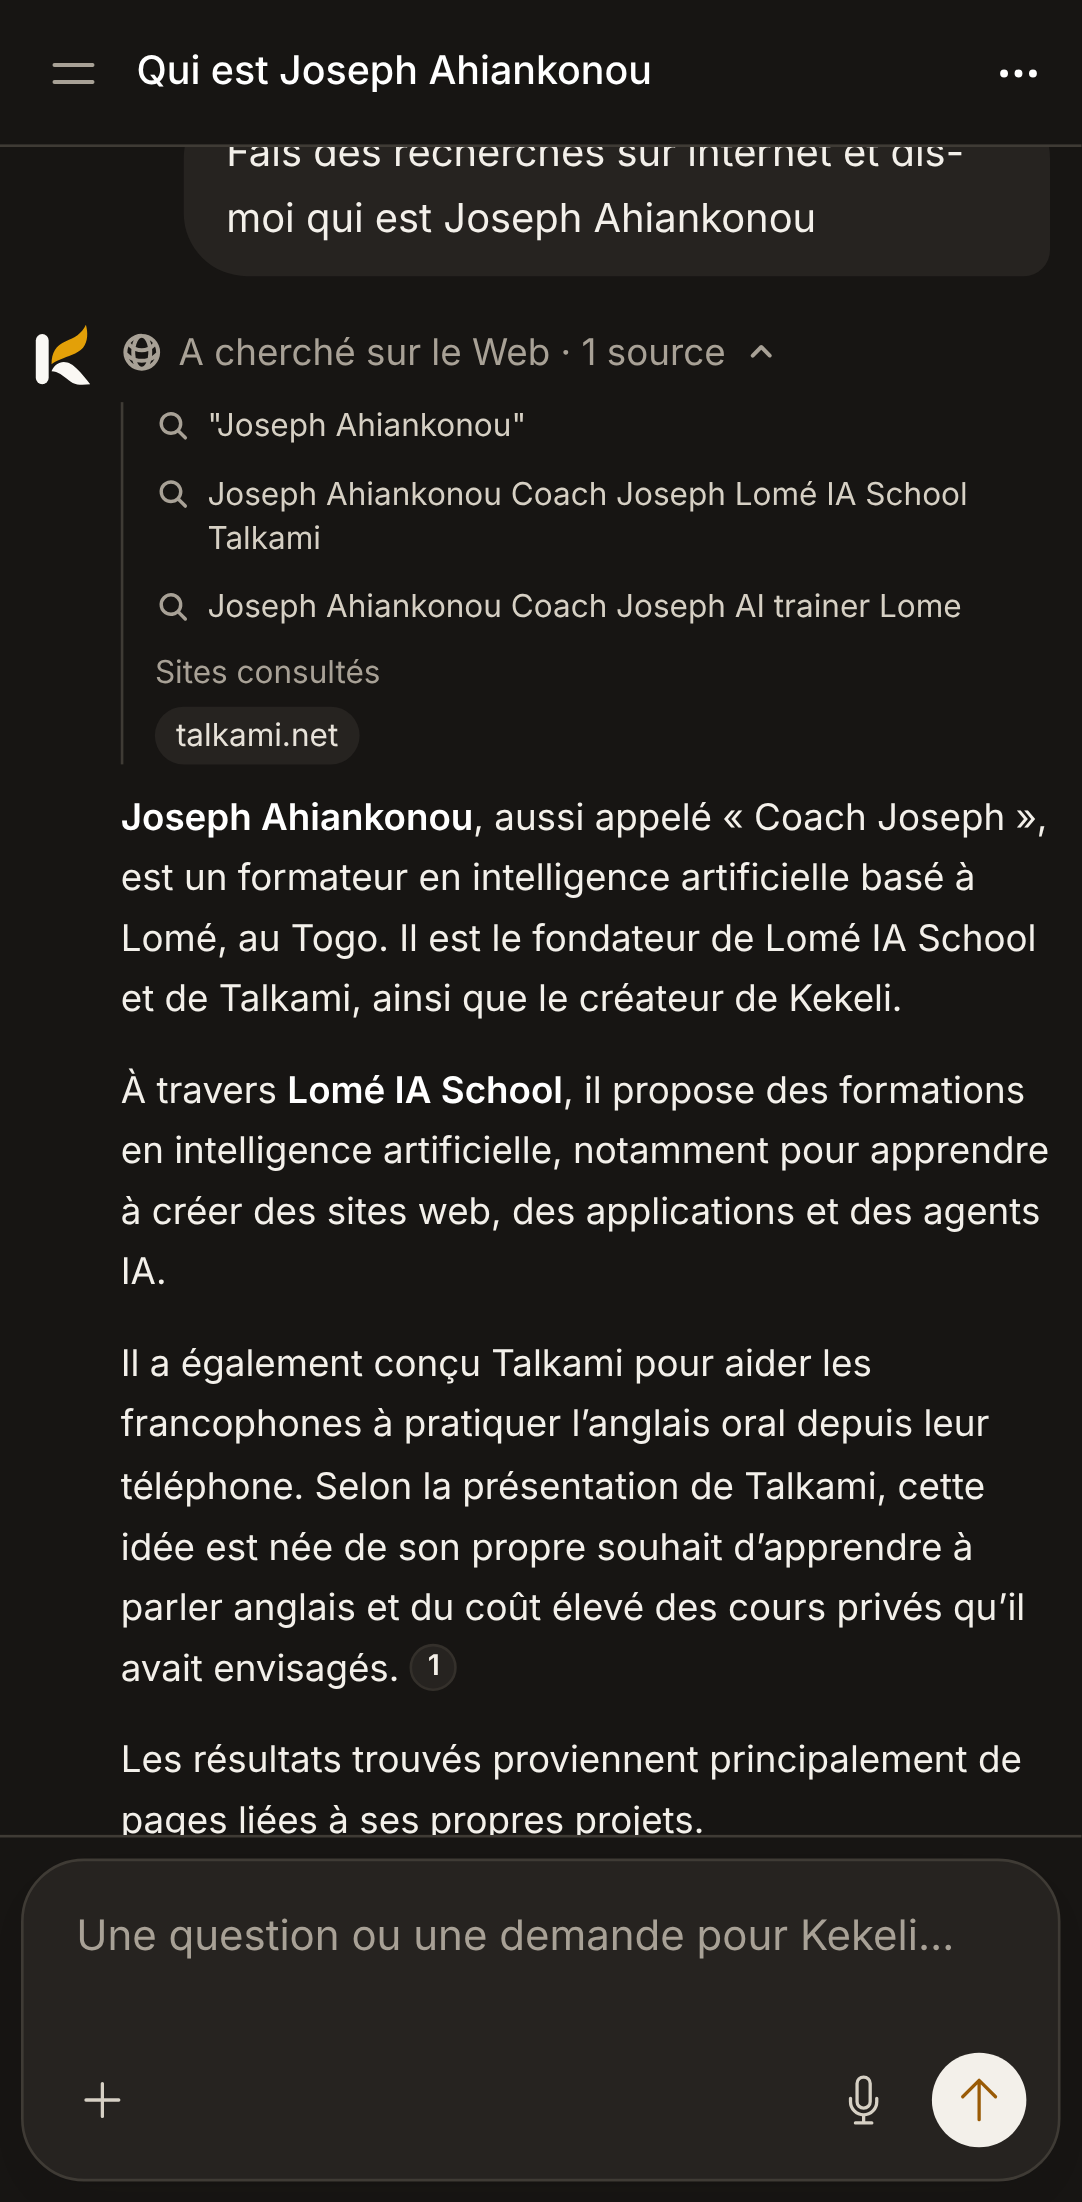 Qui est Joseph Ahiankonou
Fais des recherches sur internet et dis-
moi qui est Joseph Ahiankonou
A cherché sur le Web · 1 source
"Joseph Ahiankonou"
Joseph Ahiankonou Coach Joseph Lomé IA School
Talkami
Joseph Ahiankonou Coach Joseph AI trainer Lome
Sites consultés
talkami.net
Joseph Ahiankonou, aussi appelé « Coach Joseph »,
est un formateur en intelligence artificielle basé à
Lomé, au Togo. Il est le fondateur de Lomé IA School
et de Talkami, ainsi que le créateur de Kekeli.
À travers Lomé IA School, il propose des formations
en intelligence artificielle, notamment pour apprendre
à créer des sites web, des applications et des agents
IA.
Il a également conçu Talkami pour aider les
francophones à pratiquer l’anglais oral depuis leur
téléphone. Selon la présentation de Talkami, cette
idée est née de son propre souhait d’apprendre à
parler anglais et du coût élevé des cours privés qu’il
avait envisagés. 1
Les résultats trouvés proviennent principalement de
pages liées à ses propres projets.
Une question ou une demande pour Kekeli...